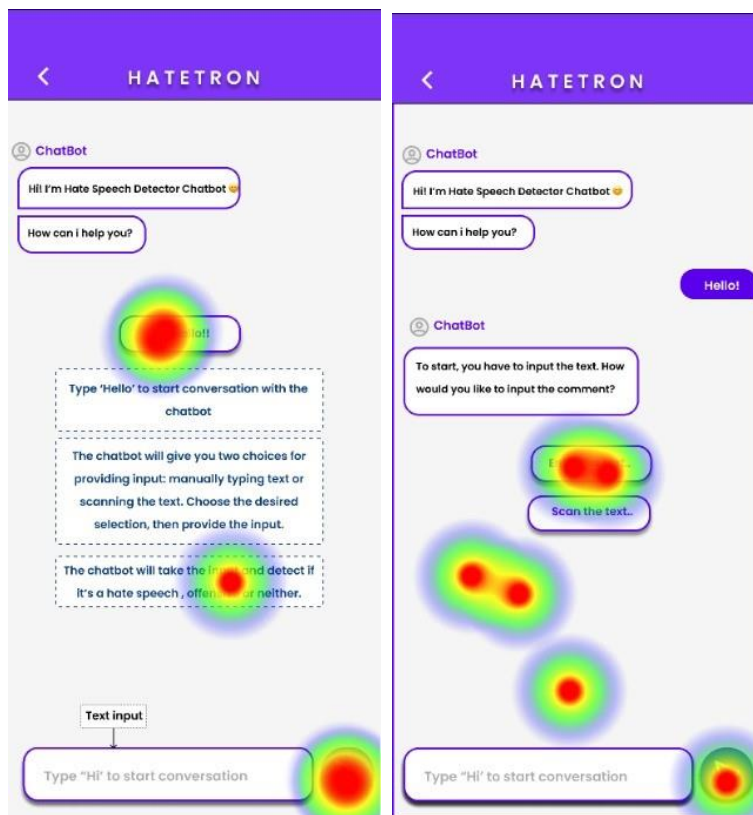 HATETRON
ChatBot
Hi! I'm Hate Speech Detector Chatbot 😊
How can i help you?
Type 'Hello' to start conversation with the
chatbot
The chatbot will give you two choices for
providing input: manually typing text or
scanning the text. Choose the desired
selection, then provide the input.
The chatbot will take the and detect if
it's a hate speech , or neither.
Text input
Type "Hi' to start conversation
HATETRON
ChatBot
Hi! I'm Hate Speech Detector Chatbot 😊
How can i help you?
Hello!
ChatBot
To start, you have to input the text. How
would you like to input the comment?
Scan the text..
Type "Hi' to start conversation